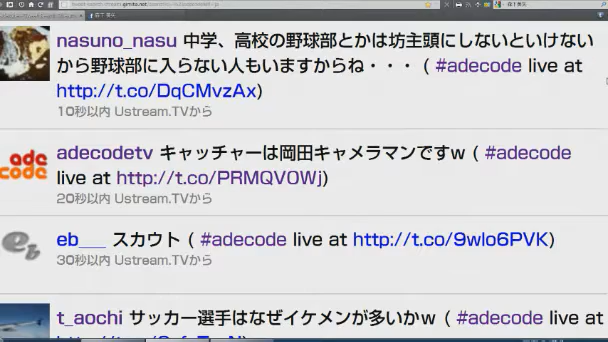 nasuno_nasu 中学、高校の野球部とかは坊主頭にしないといけない
から野球部に入らない人もいますからね・・・ ( #adecode live at
http://t.co/DqCMvzAx)
10秒以内 Ustream.TVから
ade
code
adecodetv キャッチャーは岡田キャメラマンですw ( #adecode
live at http://t.co/PRMQVOWj)
20秒以内 Ustream.TVから
eb
eb___ スカウト ( #adecode live at http://t.co/9wlo6PVK)
30秒以内 Ustream.TVから
t_aochi サッカー選手はなぜイケメンが多いかw ( #adecode